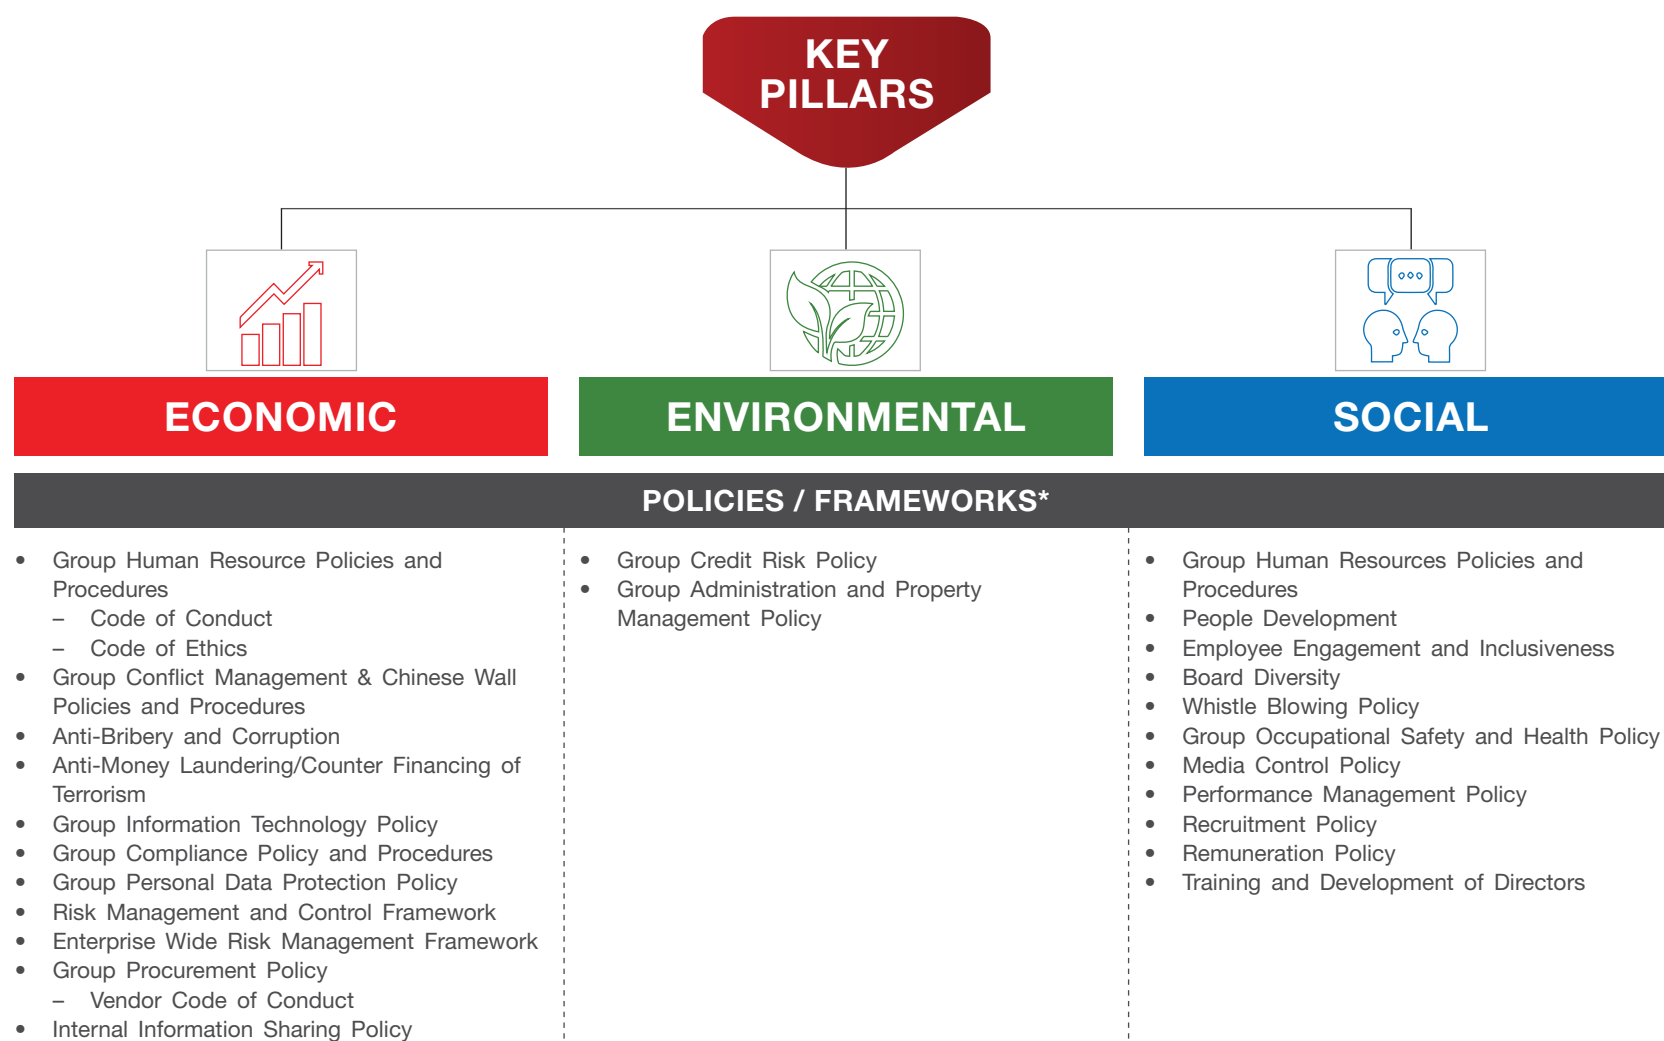 KEY
PILLARS
ECONOMIC
ENVIRONMENTAL
SOCIAL
POLICIES / FRAMEWORKS*
• Group Human Resource Policies and
Procedures
– Code of Conduct
– Code of Ethics
• Group Conflict Management & Chinese Wall
Policies and Procedures
• Anti-Bribery and Corruption
• Anti-Money Laundering/Counter Financing of
Terrorism
• Group Information Technology Policy
• Group Compliance Policy and Procedures
• Group Personal Data Protection Policy
• Risk Management and Control Framework
• Enterprise Wide Risk Management Framework
• Group Procurement Policy
– Vendor Code of Conduct
• Internal Information Sharing Policy
• Group Credit Risk Policy
• Group Administration and Property
Management Policy
• Group Human Resources Policies and
Procedures
• People Development
• Employee Engagement and Inclusiveness
• Board Diversity
• Whistle Blowing Policy
• Group Occupational Safety and Health Policy
• Media Control Policy
• Performance Management Policy
• Recruitment Policy
• Remuneration Policy
• Training and Development of Directors